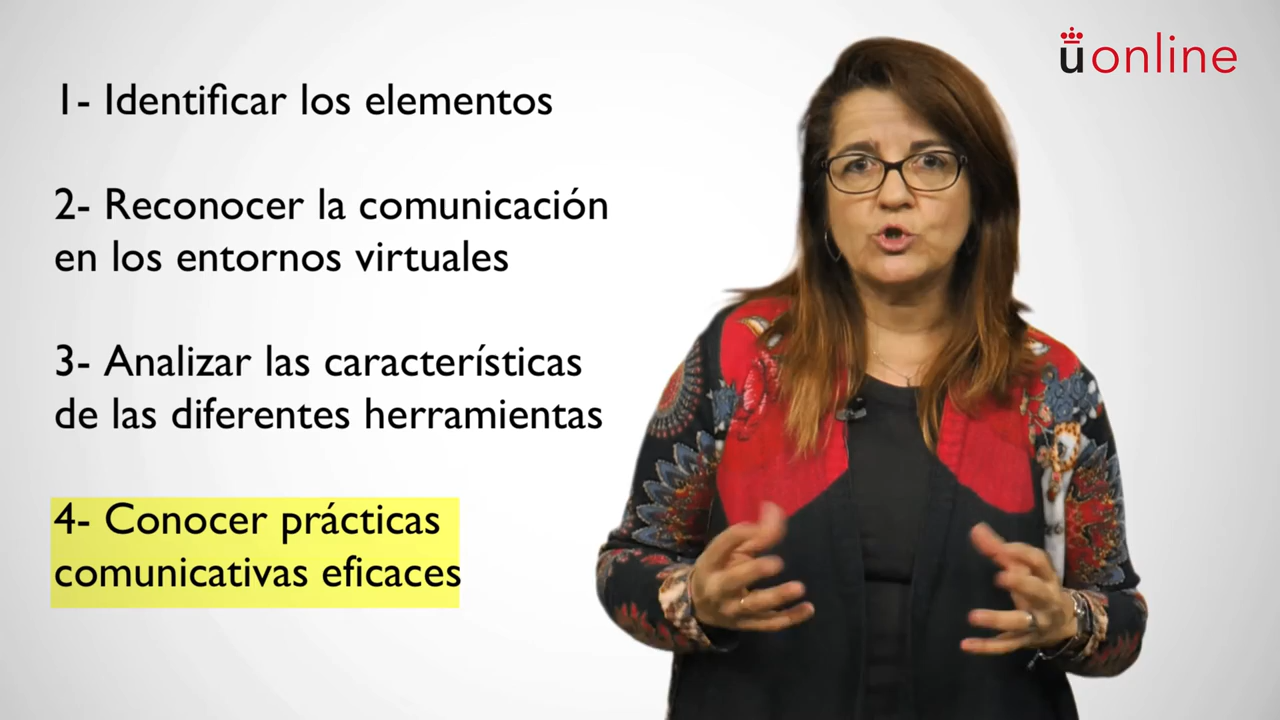 üonline
1- Identificar los elementos
2- Reconocer la comunicación
en los entornos virtuales
3- Analizar las características
de las diferentes herramientas
4- Conocer prácticas
comunicativas eficaces